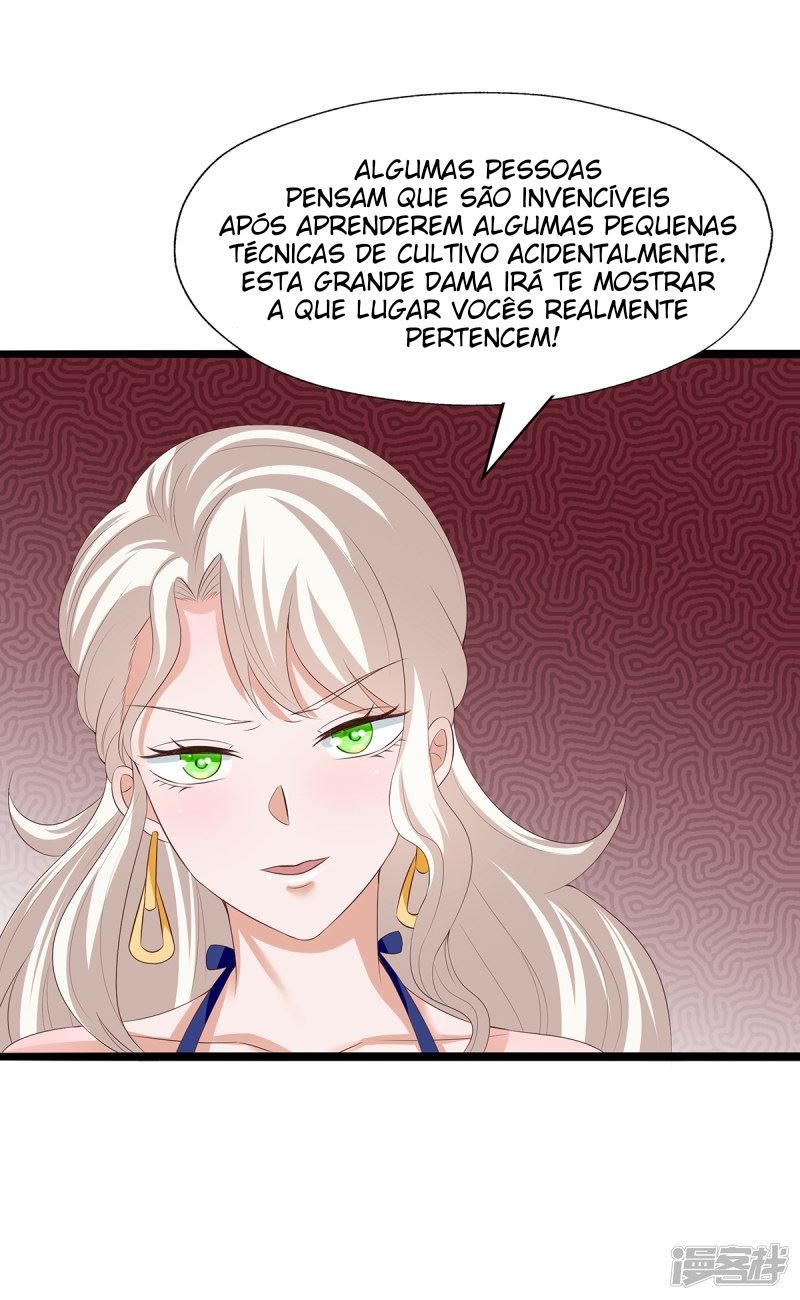 ALGUMAS PESSOAS
PENSAM QUE SÃO INVENCÍVEIS
APÓS APRENDEREM ALGUMAS PEQUENAS
TÉCNICAS DE CULTIVO ACIDENTALMENTE.
ESTA GRANDE DAMA IRÁ TE MOSTRAR
A QUE LUGAR VOCÊS REALMENTE
PERTENCEM!
漫客栈